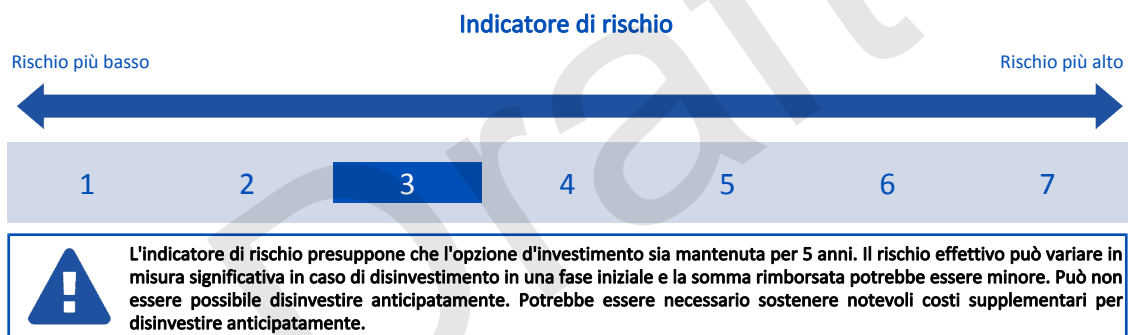 Indicatore di rischio
Rischio più basso
Rischio più alto
1 2 3 4 5 6 7
L'indicatore di rischio presuppone che l'opzione d'investimento sia mantenuta per 5 anni. Il rischio effettivo può variare in
misura significativa in caso di disinvestimento in una fase iniziale e la somma rimborsata potrebbe essere minore. Può non
essere possibile disinvestire anticipatamente. Potrebbe essere necessario sostenere notevoli costi supplementari per
disinvestire anticipatamente.
Draft